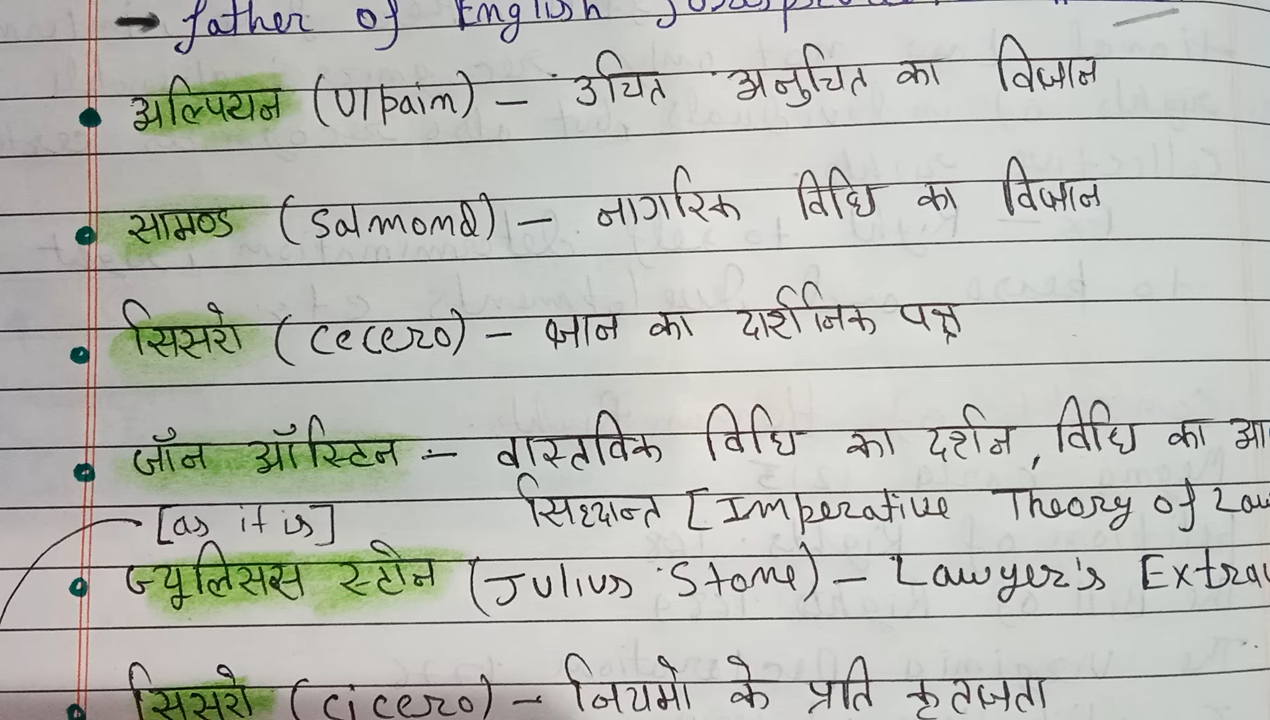 → father of English
• अल्पियन (Ulpain) – उचित अनुचित का विज्ञान
• सामण्ड (Salmond) – नागरिक विधि का विज्ञान
• सिसरो (Cecero) – ज्ञान का दार्शनिक पक्ष
• जॉन ऑस्टिन – वास्तविक विधि का दर्शन, विधि का
[as it is] सिध्दान्त [Imperative Theory of
• ज्यूलिसस स्टोन (Julius Stone) – Lawyer's
• सिसरो (cicero) – नियमो के प्रति कृतज्ञता